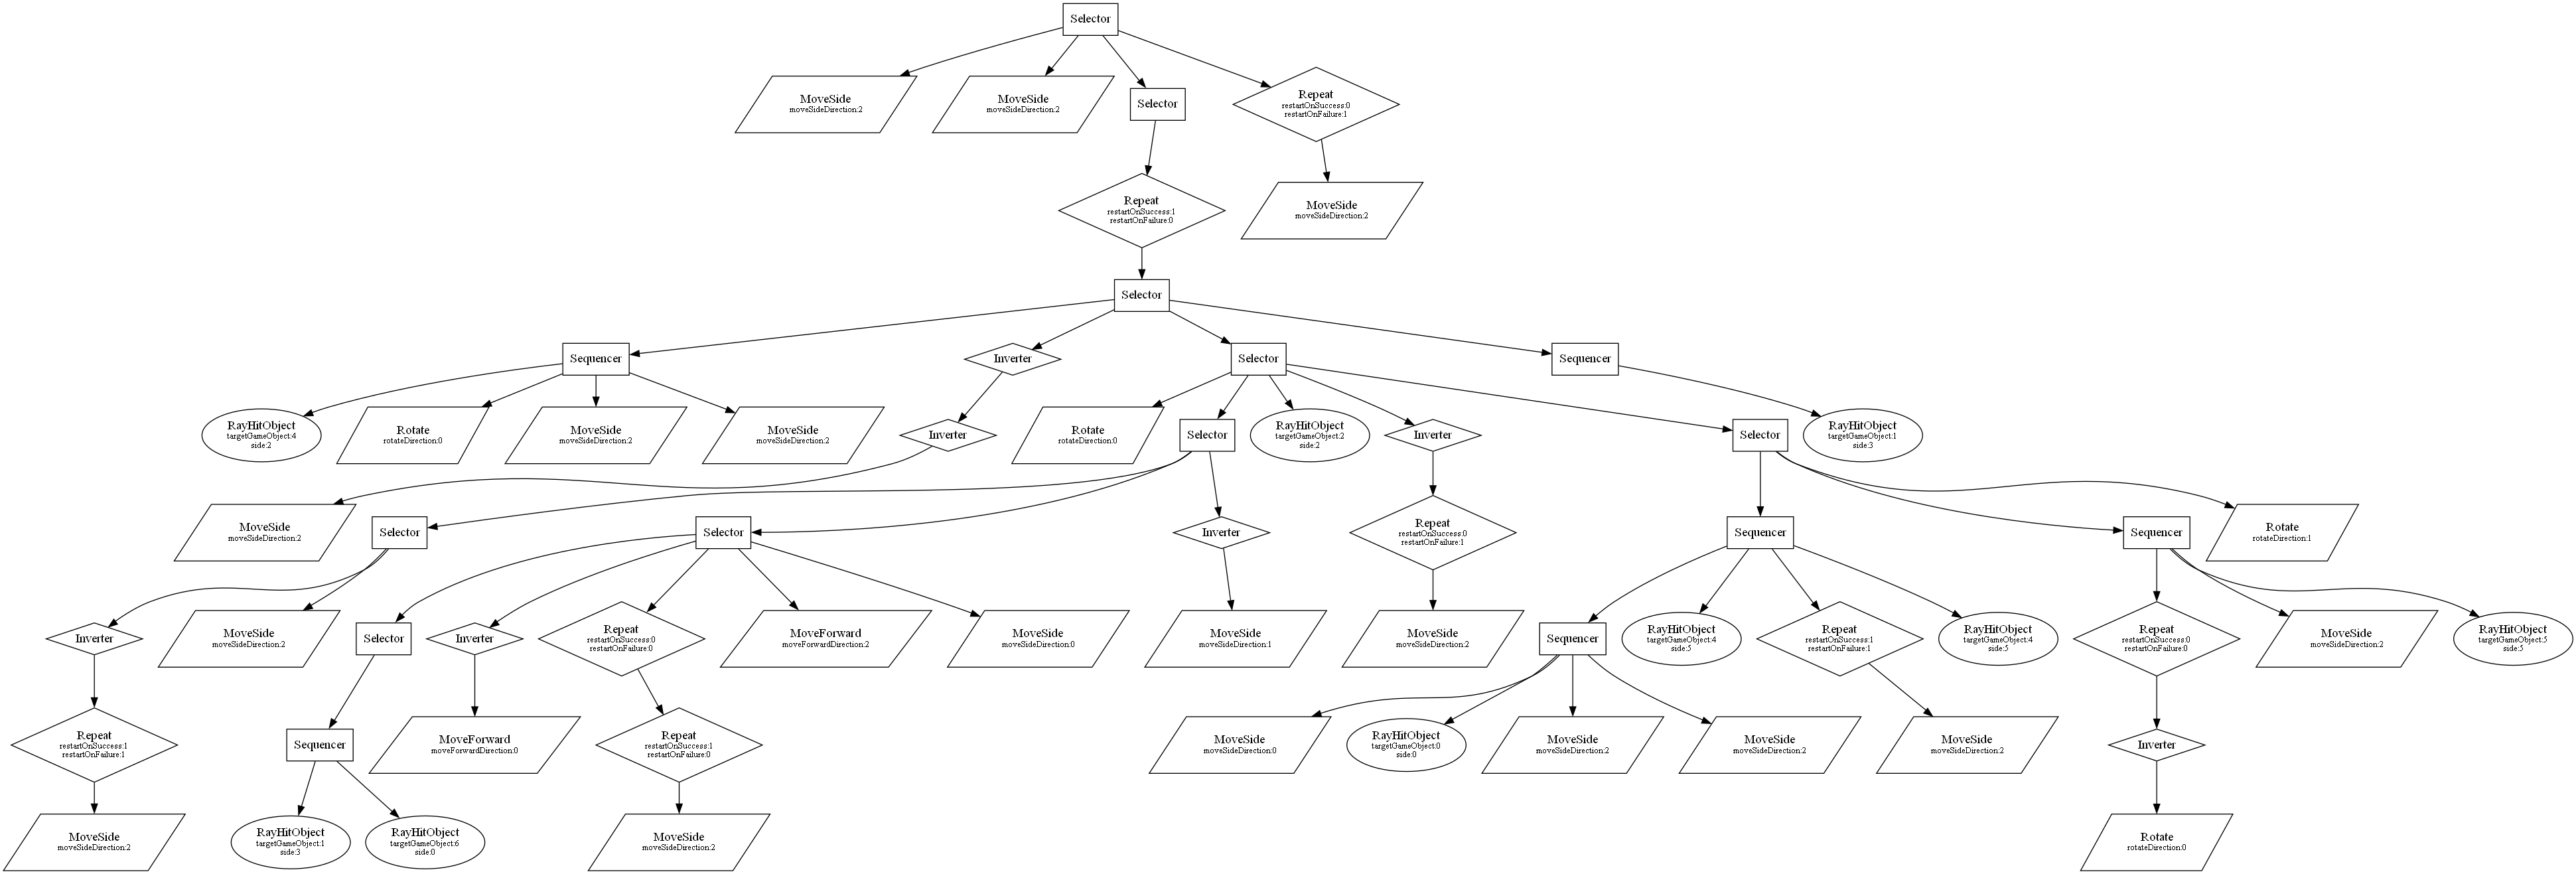 Selector
MoveSide
moveSideDirection:2
MoveSide
moveSideDirection:2
Selector
Repeat
restartOnSuccess:0
restartOnFailure:1
Repeat
restartOnSuccess:1
restartOnFailure:0
MoveSide
moveSideDirection:2
Selector
Sequencer
Inverter
Selector
Sequencer
RayHitObject
targetGameObject:4
side:2
Rotate
rotateDirection:0
MoveSide
moveSideDirection:2
MoveSide
moveSideDirection:2
Inverter
Rotate
rotateDirection:0
Selector
RayHitObject
targetGameObject:2
side:2
Inverter
Selector
RayHitObject
targetGameObject:1
side:3
MoveSide
moveSideDirection:2
Selector
Selector
Inverter
Repeat
restartOnSuccess:0
restartOnFailure:1
Sequencer
Sequencer
Rotate
rotateDirection:1
Inverter
MoveSide
moveSideDirection:2
Selector
Inverter
Repeat
restartOnSuccess:0
restartOnFailure:0
MoveForward
moveForwardDirection:2
MoveSide
moveSideDirection:0
MoveSide
moveSideDirection:1
MoveSide
moveSideDirection:2
Sequencer
RayHitObject
targetGameObject:4
side:5
Repeat
restartOnSuccess:1
restartOnFailure:1
RayHitObject
targetGameObject:4
side:5
Repeat
restartOnSuccess:0
restartOnFailure:0
MoveSide
moveSideDirection:2
RayHitObject
targetGameObject:5
side:5
Repeat
restartOnSuccess:1
restartOnFailure:1
Sequencer
MoveForward
moveForwardDirection:0
Repeat
restartOnSuccess:1
restartOnFailure:0
MoveSide
moveSideDirection:0
RayHitObject
targetGameObject:0
side:0
MoveSide
moveSideDirection:2
MoveSide
moveSideDirection:2
MoveSide
moveSideDirection:2
Inverter
MoveSide
moveSideDirection:2
RayHitObject
targetGameObject:1
side:3
RayHitObject
targetGameObject:6
side:0
MoveSide
moveSideDirection:2
Rotate
rotateDirection:0